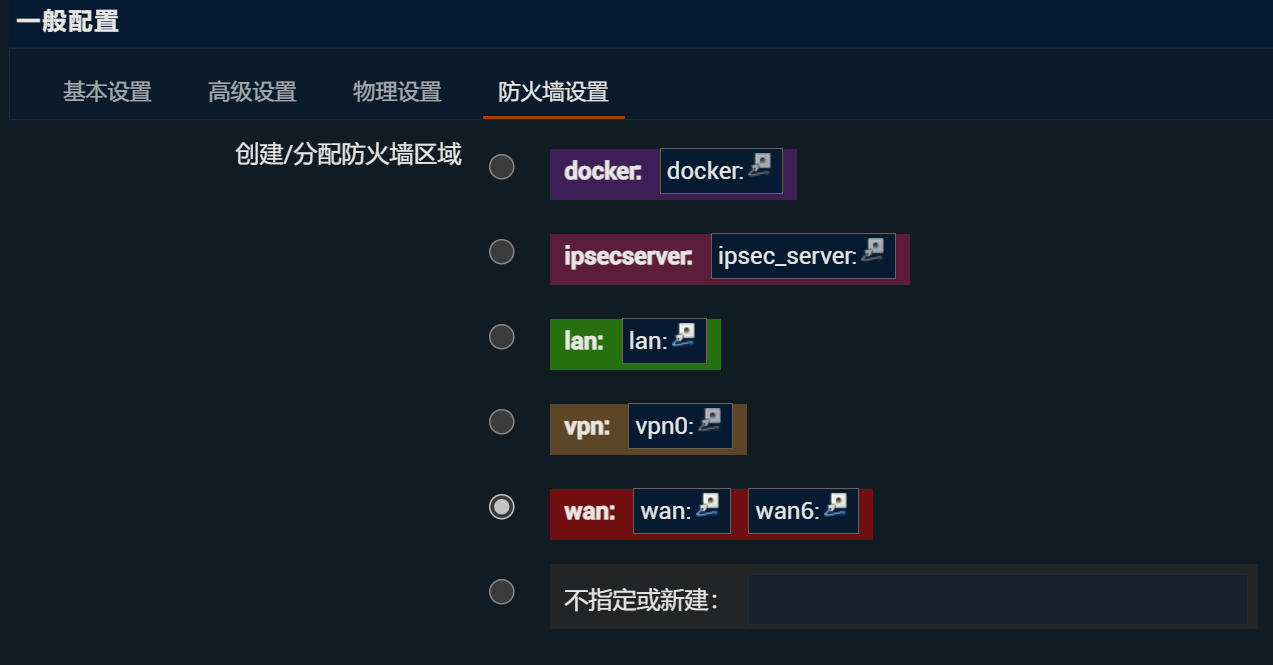 一般配置
基本设置 高级设置 物理设置 防火墙设置
创建/分配防火墙区域
docker: docker:
ipsecserver: ipsec_server:
lan: lan:
vpn: vpn0:
wan: wan: wan6:
不指定或新建：